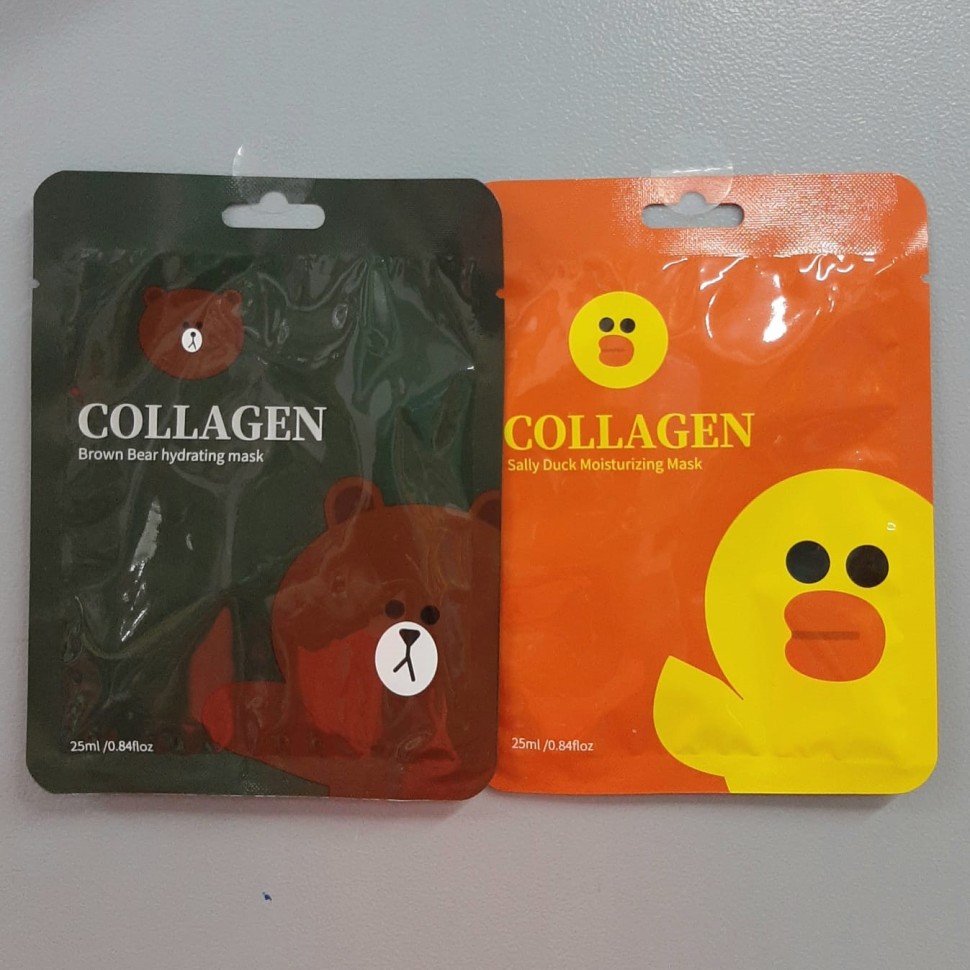 COLLAGEN
Brown Bear hydrating mask
25ml /0.84floz
COLLAGEN
Sally Duck Moisturizing Mask
25ml /0.84floz